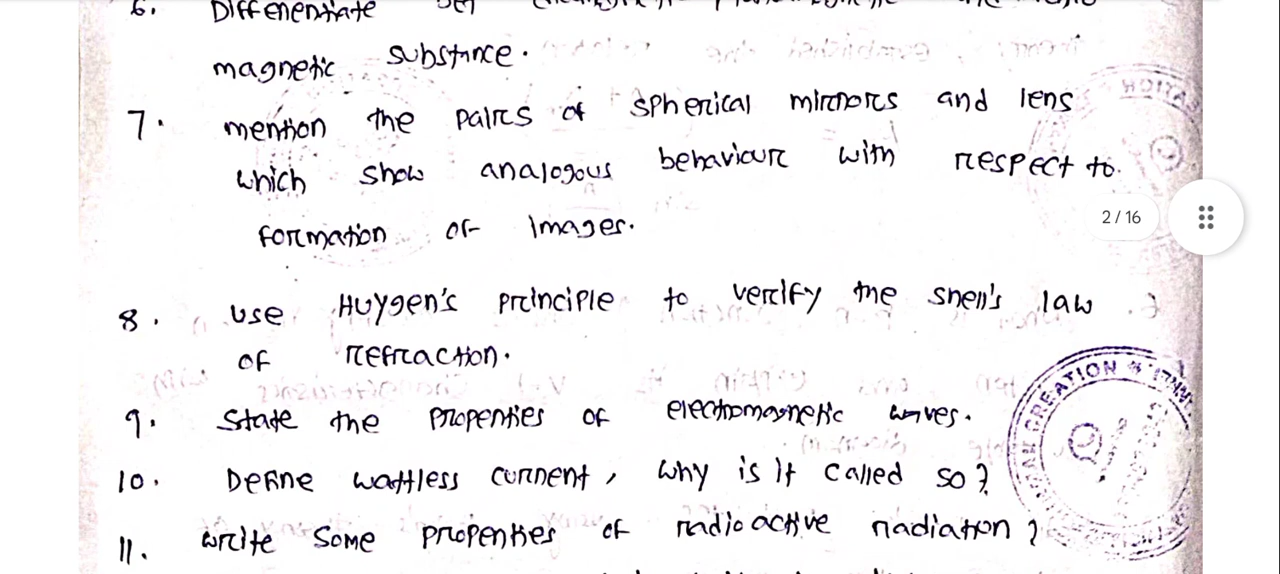 6. Differentiate
magnetic substance.
7. mention the pairs of spherical mirrors and lens
which show analogous behaviour with respect to.
formation of Images.
2 / 16
8. use Huygen's principle to verify the snell's law
of refraction.
9. State the properties of electromagnetic waves.
10. Define wattless current, why is it called so?
11. write some properties of radioactive radiation?